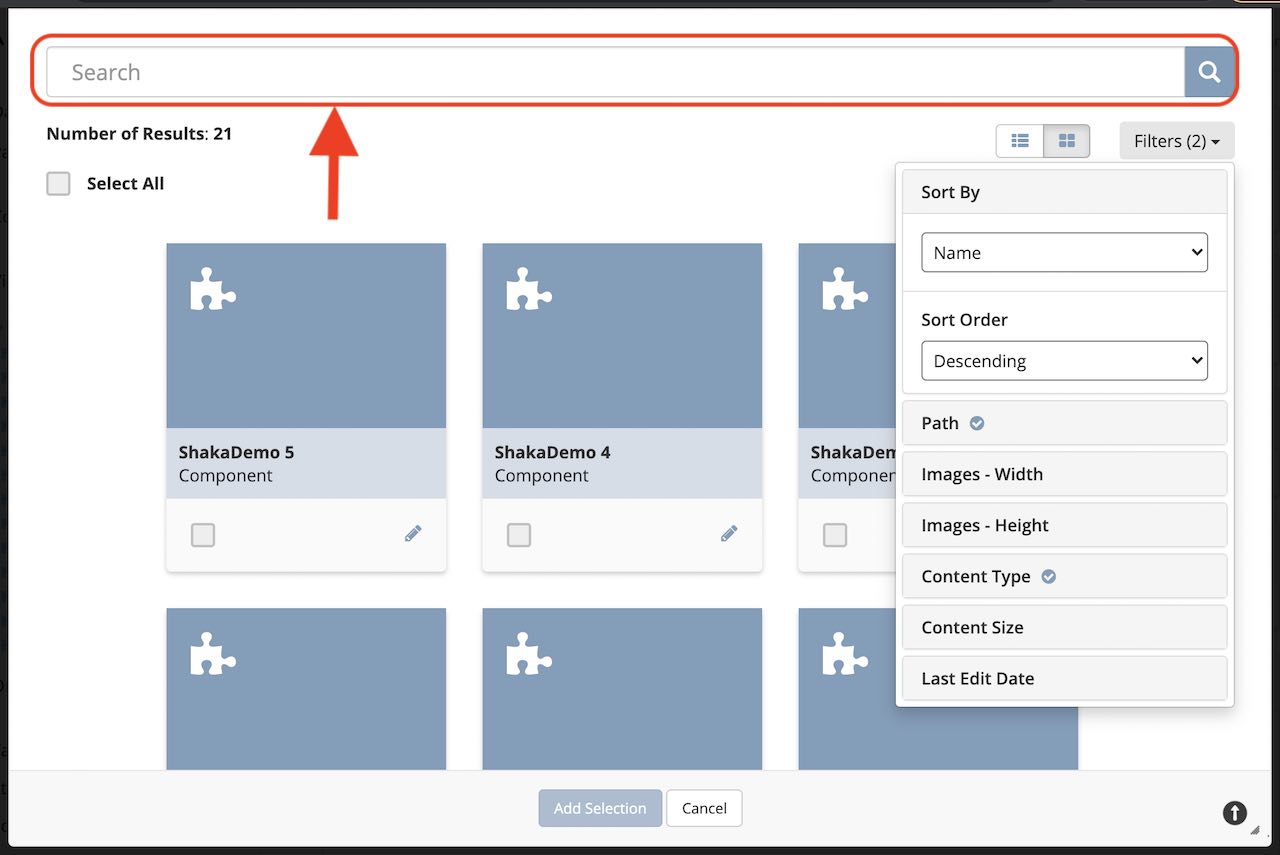 Search
Number of Results: 21
Filters (2)
Select All
Sort By
Name
Sort Order
Descending
Path
Images - Width
Images - Height
Content Type
Content Size
Last Edit Date
ShakaDemo 5
Component
ShakaDemo 4
Component
ShakaDem
Componen
Add Selection
Cancel